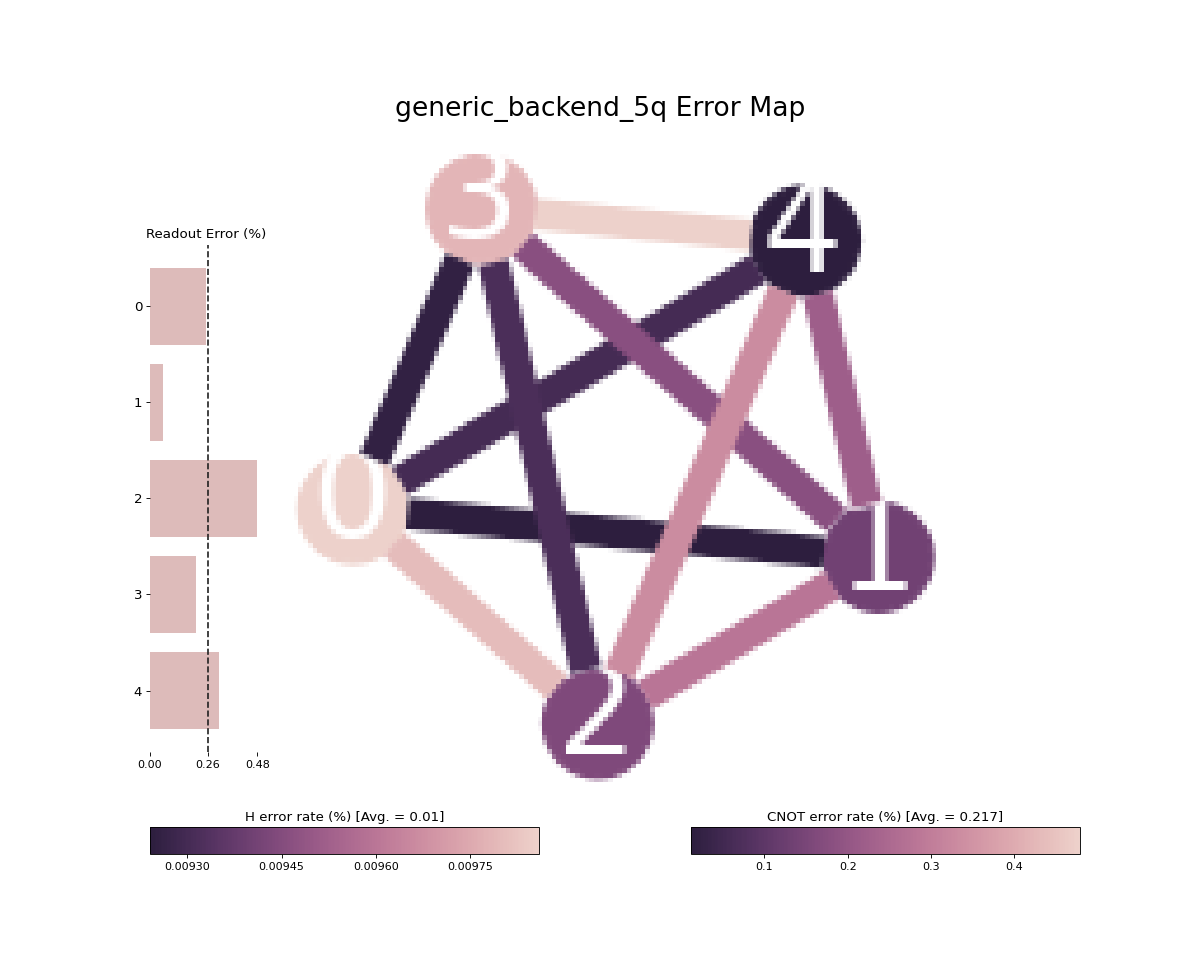 generic_backend_5q Error Map
Readout Error (%)
0
1
2
3
4
0.00 0.26 0.48
3
4
0
1
2
H error rate (%) [Avg. = 0.01]
0.00930 0.00945 0.00960 0.00975
CNOT error rate (%) [Avg. = 0.217]
0.1 0.2 0.3 0.4